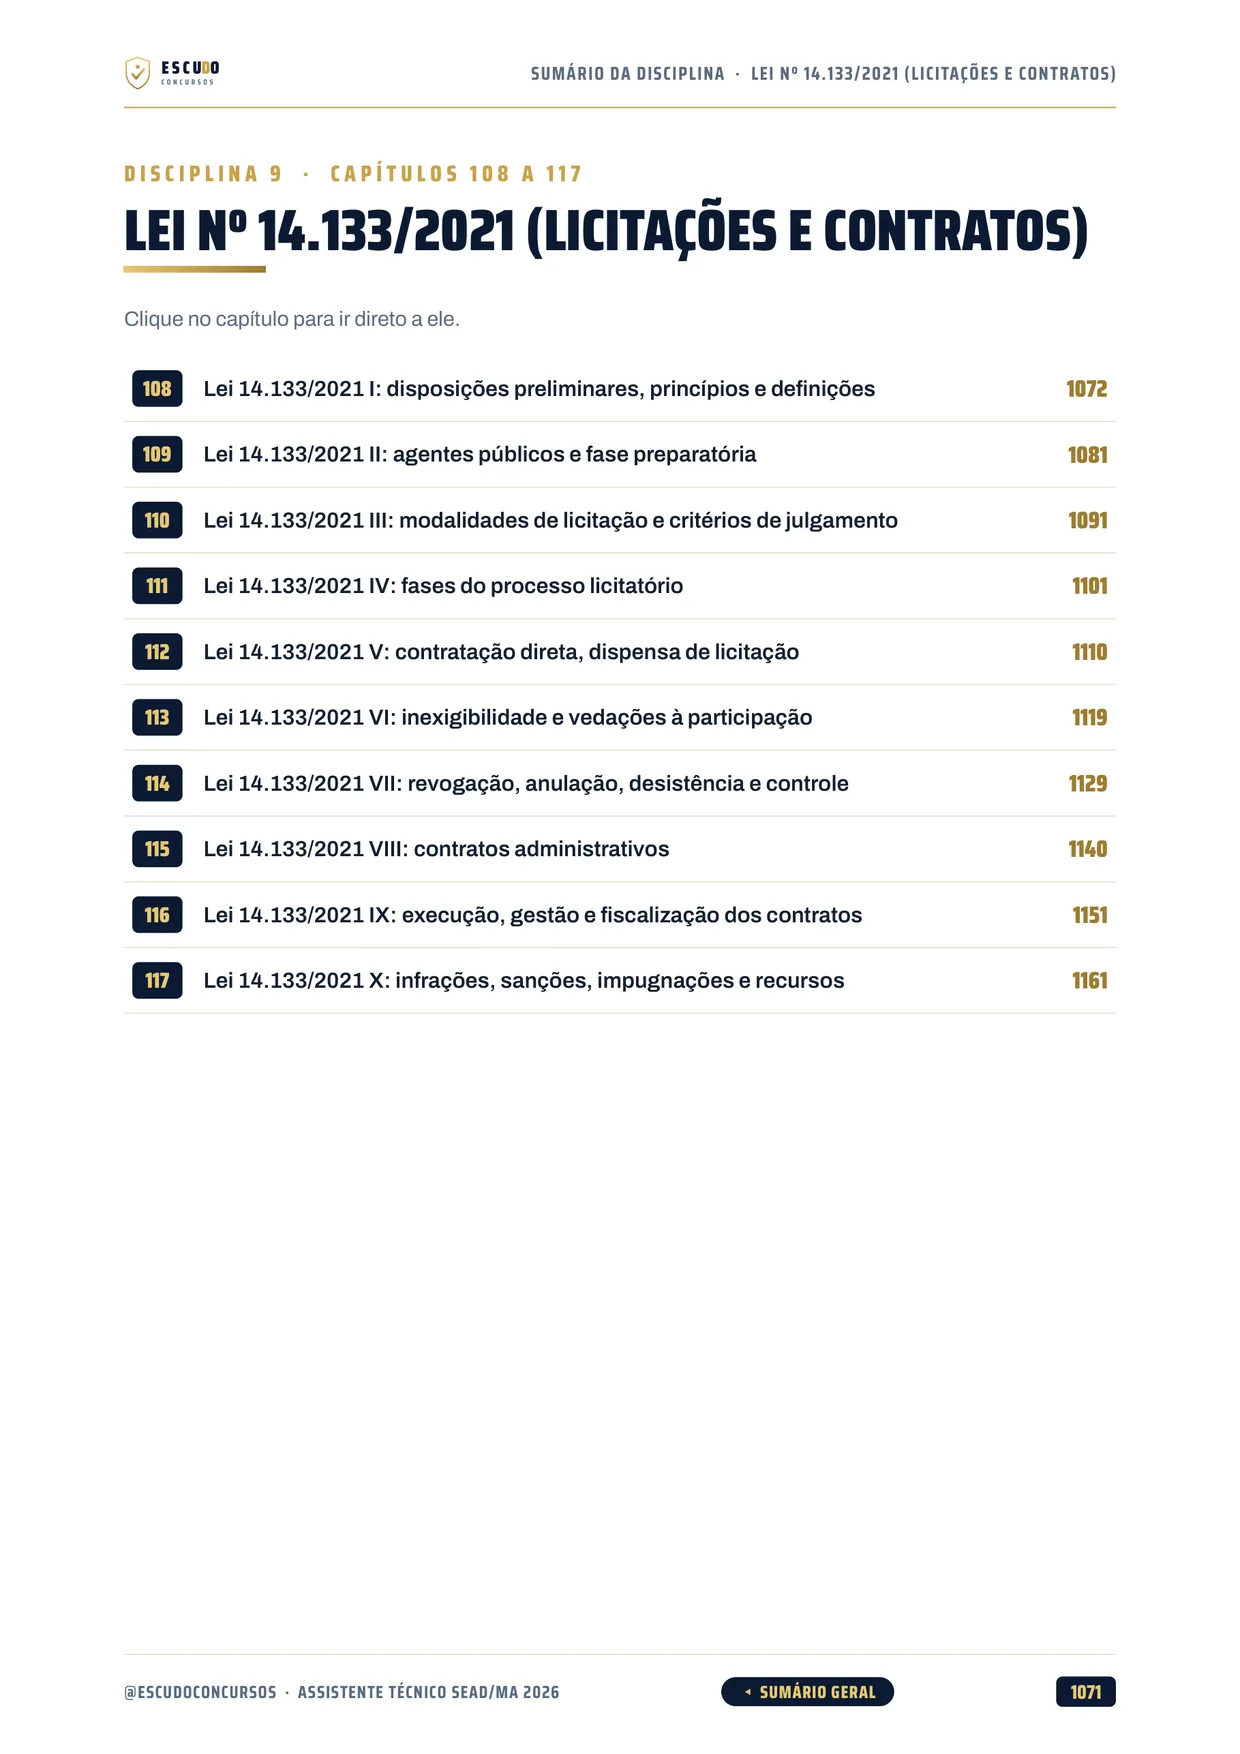 ESCUDO
CONCURSOS
SUMÁRIO DA DISCIPLINA · LEI Nº 14.133/2021 (LICITAÇÕES E CONTRATOS)
DISCIPLINA 9 · CAPÍTULOS 108 A 117
LEI Nº 14.133/2021 (LICITAÇÕES E CONTRATOS)
Clique no capítulo para ir direto a ele.
108 Lei 14.133/2021 I: disposições preliminares, princípios e definições 1072
109 Lei 14.133/2021 II: agentes públicos e fase preparatória 1081
110 Lei 14.133/2021 III: modalidades de licitação e critérios de julgamento 1091
111 Lei 14.133/2021 IV: fases do processo licitatório 1101
112 Lei 14.133/2021 V: contratação direta, dispensa de licitação 1110
113 Lei 14.133/2021 VI: inexigibilidade e vedações à participação 1119
114 Lei 14.133/2021 VII: revogação, anulação, desistência e controle 1129
115 Lei 14.133/2021 VIII: contratos administrativos 1140
116 Lei 14.133/2021 IX: execução, gestão e fiscalização dos contratos 1151
117 Lei 14.133/2021 X: infrações, sanções, impugnações e recursos 1161
@ESCUDOCONCURSOS · ASSISTENTE TÉCNICO SEAD/MA 2026
SUMÁRIO GERAL
1071